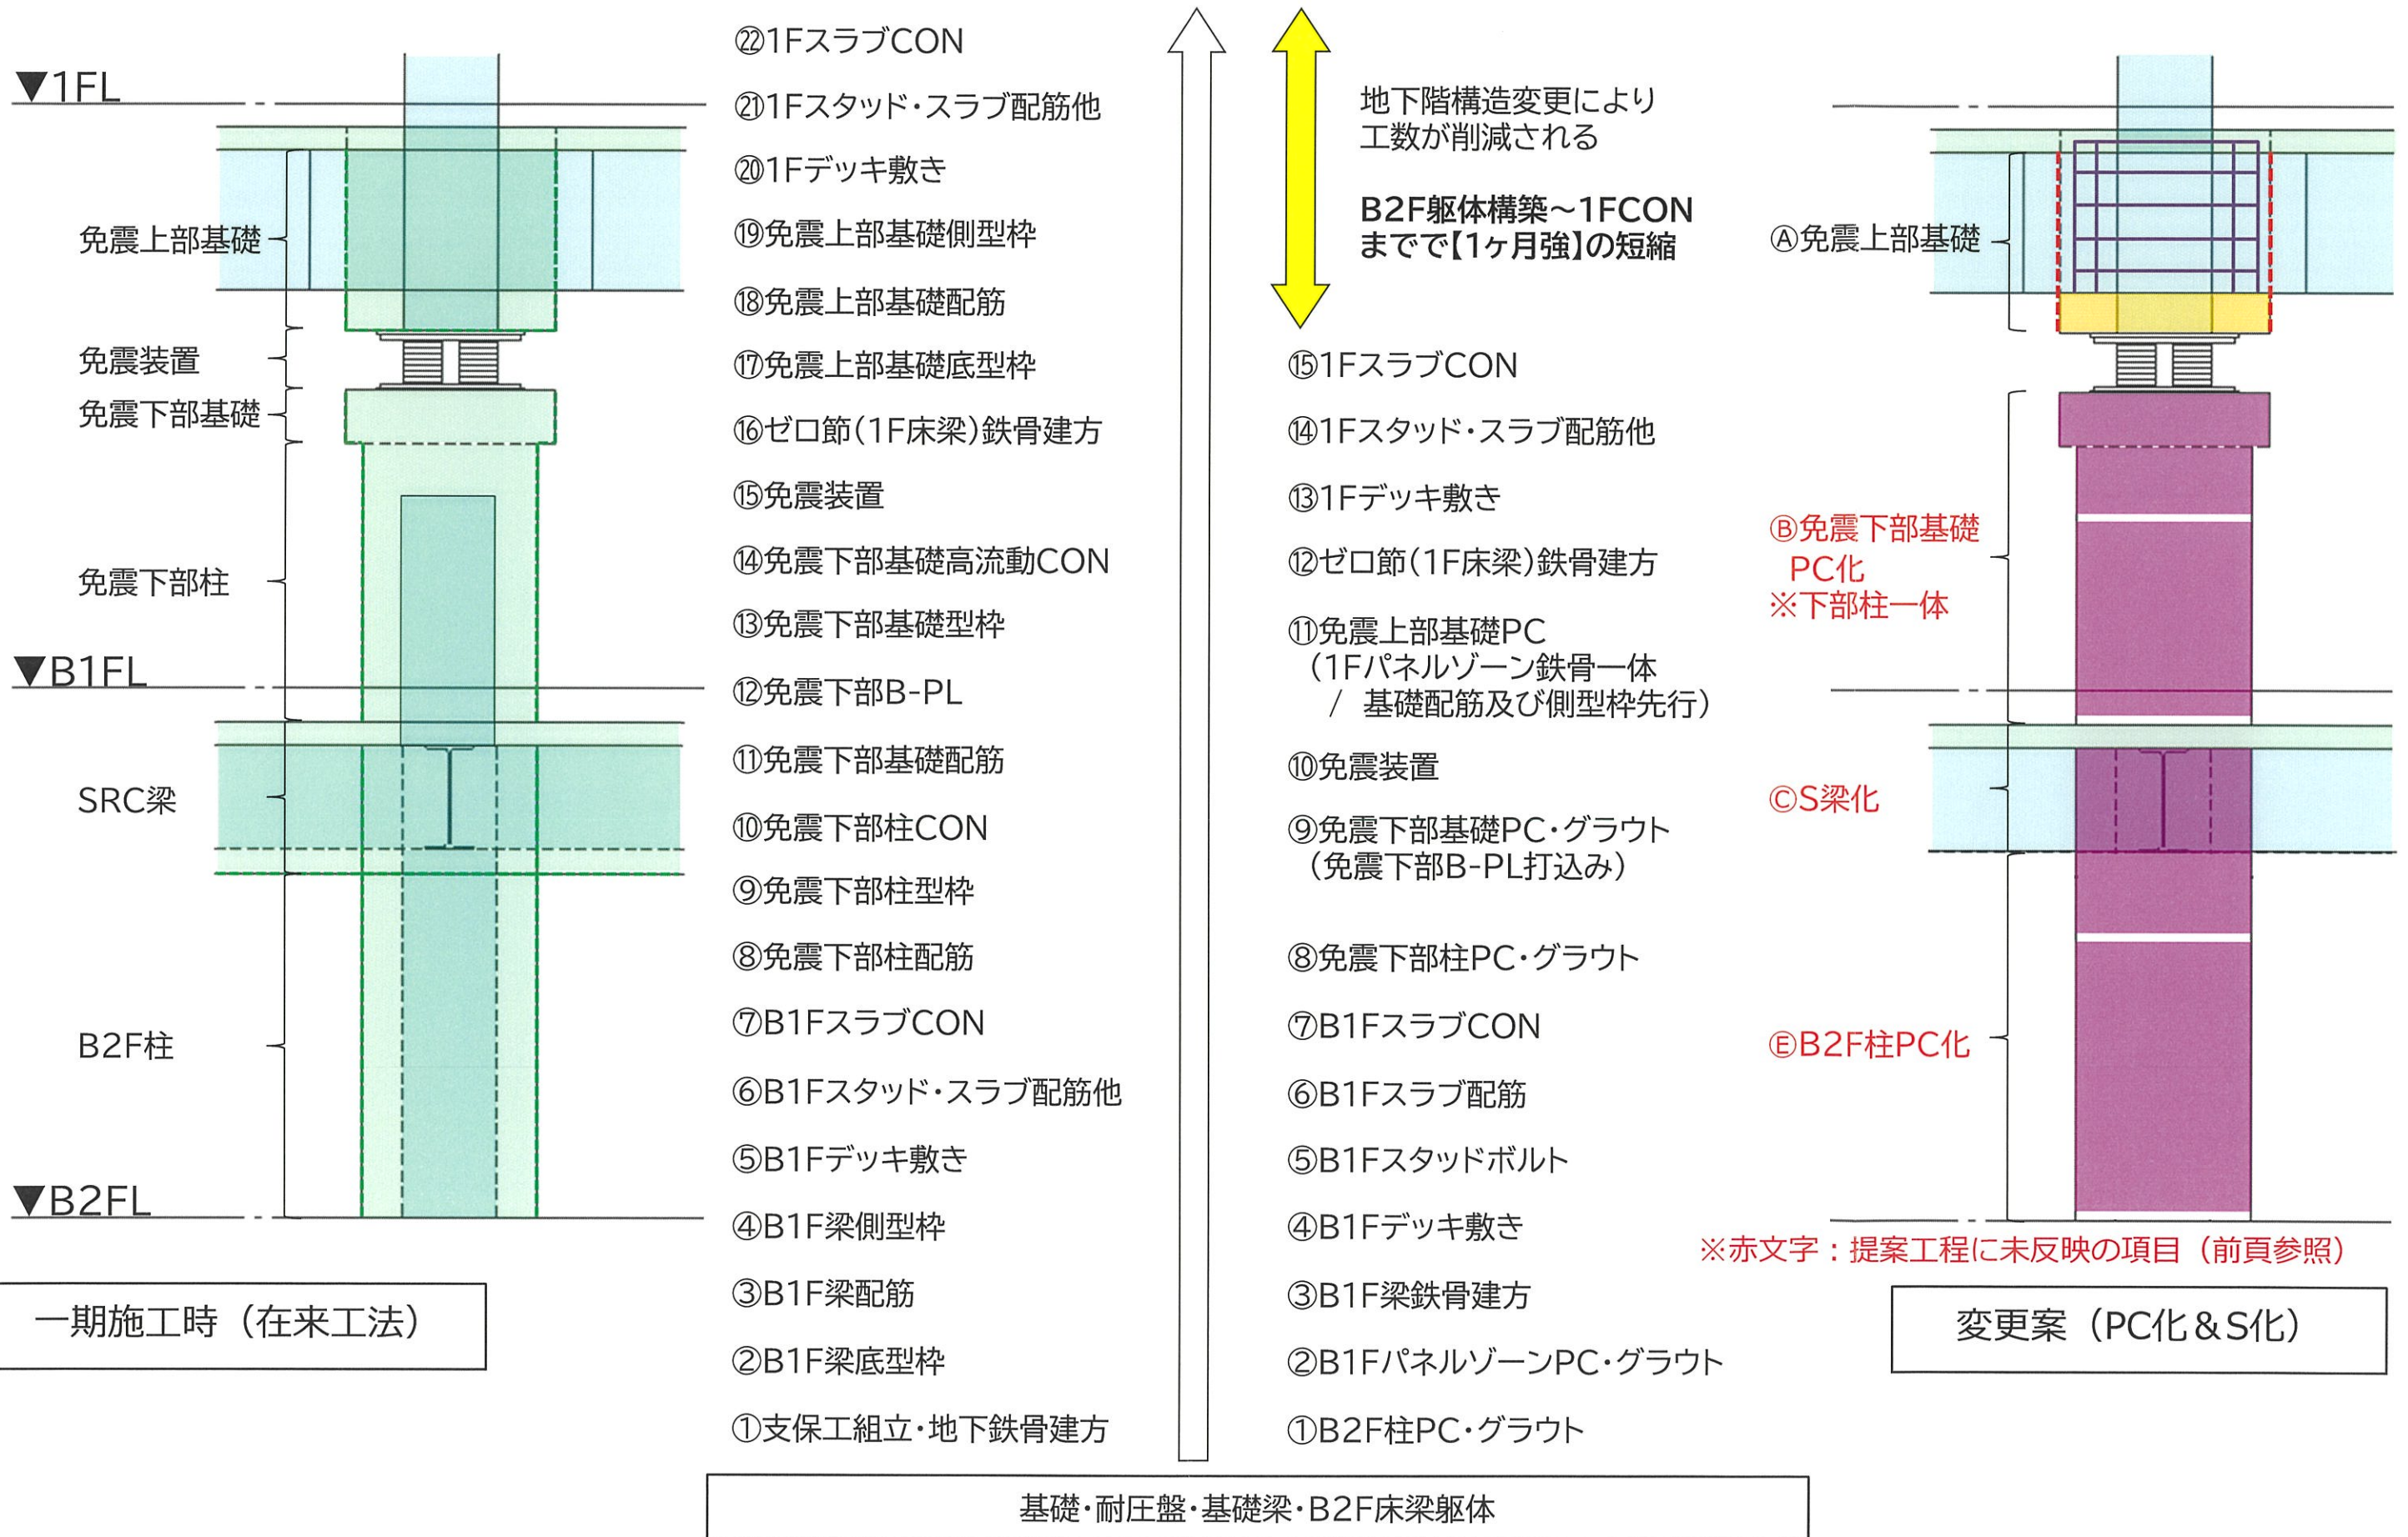 ▼1FL
免震上部基礎
免震装置
免震下部基礎
免震下部柱
▼B1FL
SRC梁
B2F柱
▼B2FL
一期施工時（在来工法）
㉒1FスラブCON
㉑1Fスタッド・スラブ配筋他
⑳1Fデッキ敷き
⑲免震上部基礎側型枠
⑱免震上部基礎配筋
⑰免震上部基礎底型枠
⑯ゼロ節（1F床梁）鉄骨建方
⑮免震装置
⑭免震下部基礎高流動CON
⑬免震下部基礎型枠
⑫免震下部B-PL
⑪免震下部基礎配筋
⑩免震下部柱CON
⑨免震下部柱型枠
⑧免震下部柱配筋
⑦B1FスラブCON
⑥B1Fスタッド・スラブ配筋他
⑤B1Fデッキ敷き
④B1F梁側型枠
③B1F梁配筋
②B1F梁底型枠
①支保工組立・地下鉄骨建方
地下階構造変更により
工数が削減される
B2F躯体構築～1FCON
までで【1ヶ月強】の短縮
⑮1FスラブCON
⑭1Fスタッド・スラブ配筋他
⑬1Fデッキ敷き
⑫ゼロ節（1F床梁）鉄骨建方
⑪免震上部基礎PC
（1Fパネルゾーン鉄骨一体
/ 基礎配筋及び側型枠先行）
⑩免震装置
⑨免震下部基礎PC・グラウト
（免震下部B-PL打込み）
⑧免震下部柱PC・グラウト
⑦B1FスラブCON
⑥B1Fスラブ配筋
⑤B1Fスタッドボルト
④B1Fデッキ敷き
③B1F梁鉄骨建方
②B1FパネルゾーンPC・グラウト
①B2F柱PC・グラウト
基礎・耐圧盤・基礎梁・B2F床梁躯体
Ⓐ免震上部基礎
Ⓑ免震下部基礎
PC化
※下部柱一体
ⒸS梁化
ⒺB2F柱PC化
※赤文字：提案工程に未反映の項目（前頁参照）
変更案（PC化＆S化）